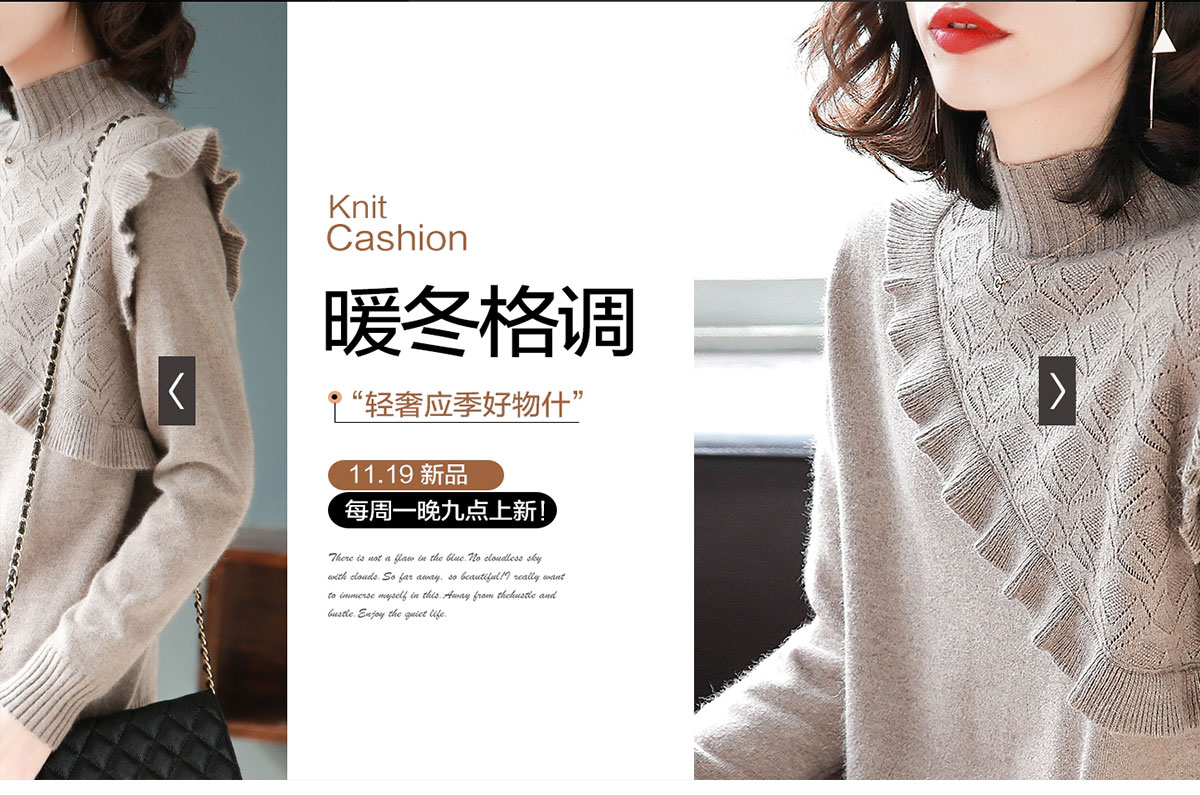 Knit
Cashion
暖冬格调
“轻奢应季好物什”
11.19 新品
每周一晚九点上新！
There is not a flaw in the blue.No cloudless sky
with clouds.So far away, so beautiful!I really want
to immerse myself in this.Away from thehustle and
bustle.Enjoy the quiet life.